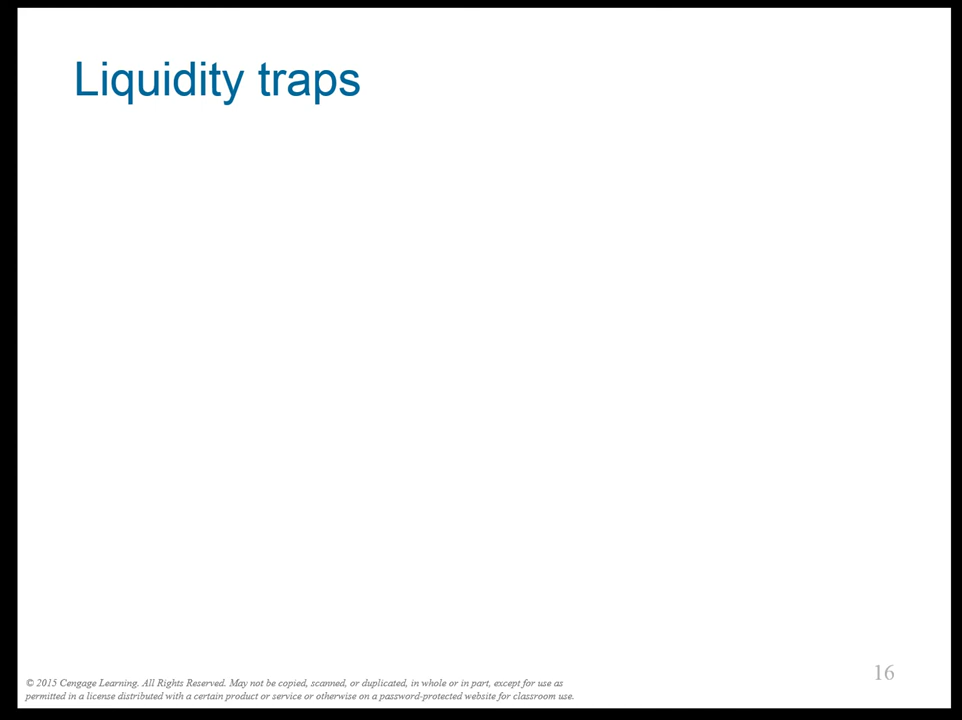 Liquidity traps
16
© 2015 Cengage Learning. All Rights Reserved. May not be copied, scanned, or duplicated, in whole or in part, except for use as
permitted in a license distributed with a certain product or service or otherwise on a password-protected website for classroom use.